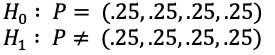 H₀ : P = (.25, .25, .25, .25)
H₁ : P ≠ (.25, .25, .25, .25)